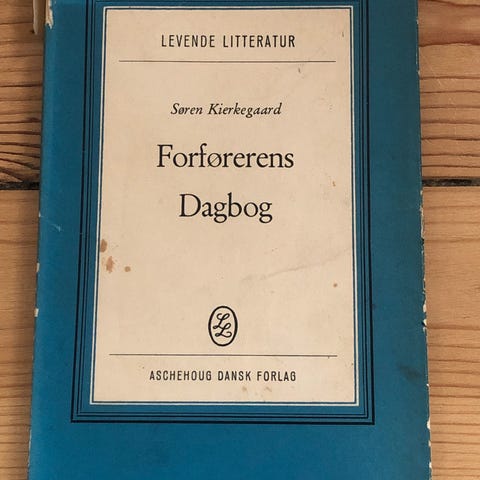 LEVENDE LITTERATUR
Søren Kierkegaard
Forførerens
Dagbog
LL
ASCHEHOUG DANSK FORLAG